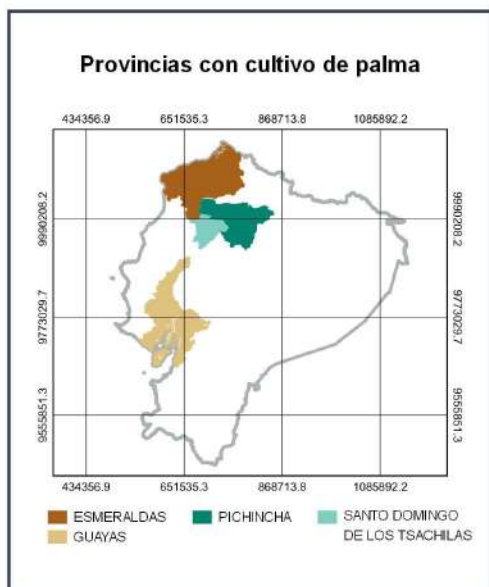 Provincias con cultivo de palma
434356.9 651535.3 868713.8 1085892.2
9990208.2 9990208.2
9773029.7 9773029.7
9555851.3 9555851.3
434356.9 651535.3 868713.8 1085892.2
ESMERALDAS PICHINCHA SANTO DOMINGO
GUAYAS DE LOS TSACHILAS